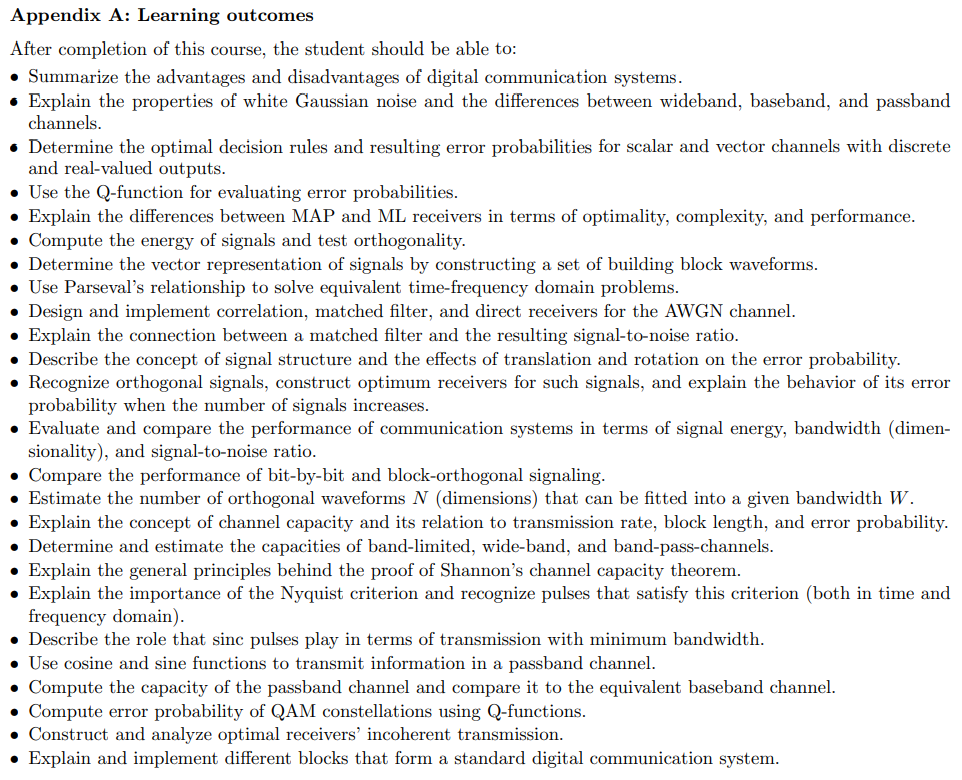 Appendix A: Learning outcomes
After completion of this course, the student should be able to:
• Summarize the advantages and disadvantages of digital communication systems.
• Explain the properties of white Gaussian noise and the differences between wideband, baseband, and passband
channels.
• Determine the optimal decision rules and resulting error probabilities for scalar and vector channels with discrete
and real-valued outputs.
• Use the Q-function for evaluating error probabilities.
• Explain the differences between MAP and ML receivers in terms of optimality, complexity, and performance.
• Compute the energy of signals and test orthogonality.
• Determine the vector representation of signals by constructing a set of building block waveforms.
• Use Parseval's relationship to solve equivalent time-frequency domain problems.
• Design and implement correlation, matched filter, and direct receivers for the AWGN channel.
• Explain the connection between a matched filter and the resulting signal-to-noise ratio.
• Describe the concept of signal structure and the effects of translation and rotation on the error probability.
• Recognize orthogonal signals, construct optimum receivers for such signals, and explain the behavior of its error
probability when the number of signals increases.
• Evaluate and compare the performance of communication systems in terms of signal energy, bandwidth (dimen-
sionality), and signal-to-noise ratio.
• Compare the performance of bit-by-bit and block-orthogonal signaling.
• Estimate the number of orthogonal waveforms N (dimensions) that can be fitted into a given bandwidth W.
• Explain the concept of channel capacity and its relation to transmission rate, block length, and error probability.
• Determine and estimate the capacities of band-limited, wide-band, and band-pass-channels.
• Explain the general principles behind the proof of Shannon's channel capacity theorem.
• Explain the importance of the Nyquist criterion and recognize pulses that satisfy this criterion (both in time and
frequency domain).
• Describe the role that sinc pulses play in terms of transmission with minimum bandwidth.
• Use cosine and sine functions to transmit information in a passband channel.
• Compute the capacity of the passband channel and compare it to the equivalent baseband channel.
• Compute error probability of QAM constellations using Q-functions.
• Construct and analyze optimal receivers' incoherent transmission.
• Explain and implement different blocks that form a standard digital communication system.